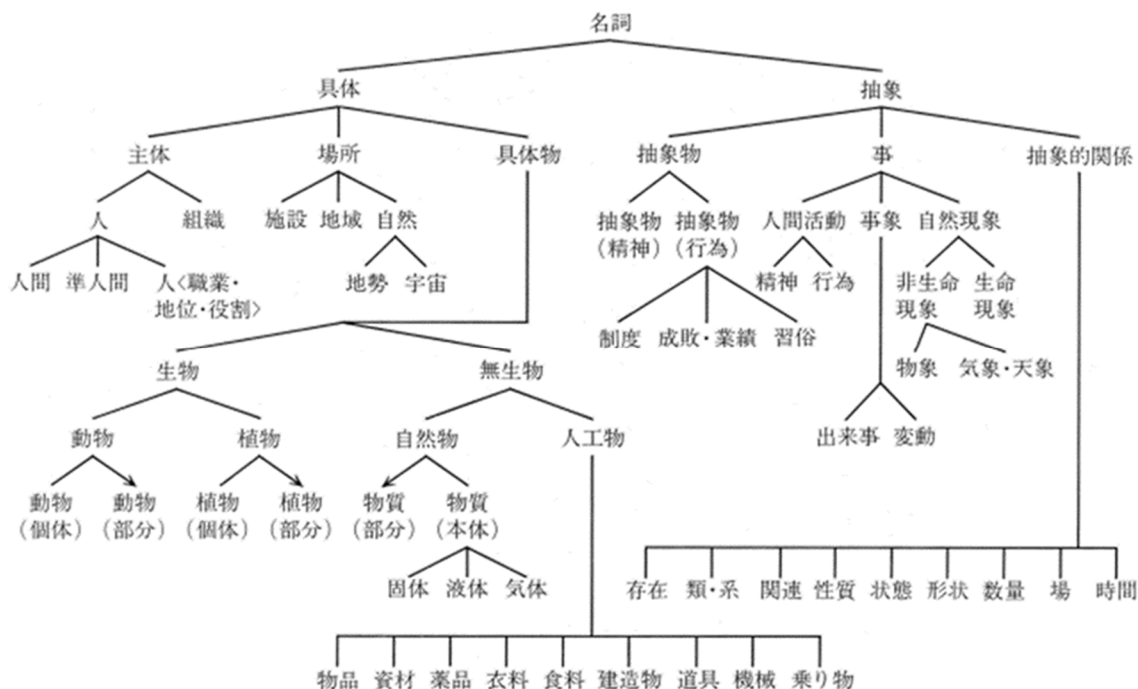 名詞
具体
抽象
主体
場所
具体物
抽象物
事
抽象的関係
人
組織
施設
地域
自然
抽象物
(精神)
抽象物
(行為)
人間活動
事象
自然現象
人間
準人間
人〈職業・
地位・役割〉
地勢
宇宙
精神
行為
非生命
現象
生命
現象
制度
成敗・業績
習俗
物象
気象・天象
生物
無生物
出来事
変動
動物
植物
自然物
人工物
動物
(個体)
動物
(部分)
植物
(個体)
植物
(部分)
物質
(部分)
物質
(本体)
固体
液体
気体
存在
類・系
関連
性質
状態
形状
数量
場
時間
物品
資材
薬品
衣料
食料
建造物
道具
機械
乗り物